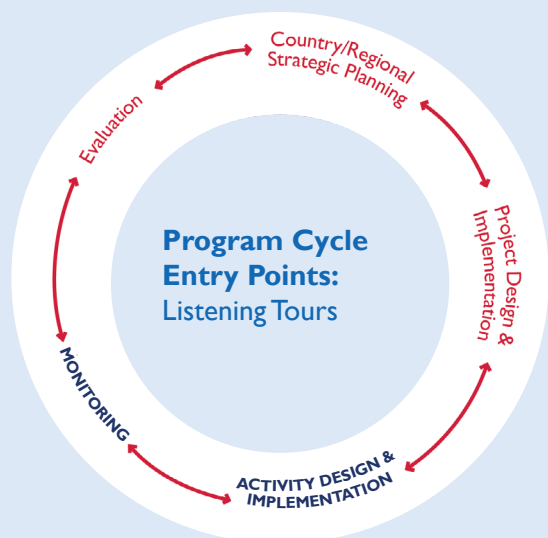 Country/Regional
Strategic Planning
Project Design &
Implementation
ACTIVITY DESIGN &
IMPLEMENTATION
MONITORING
Evaluation
Program Cycle
Entry Points:
Listening Tours